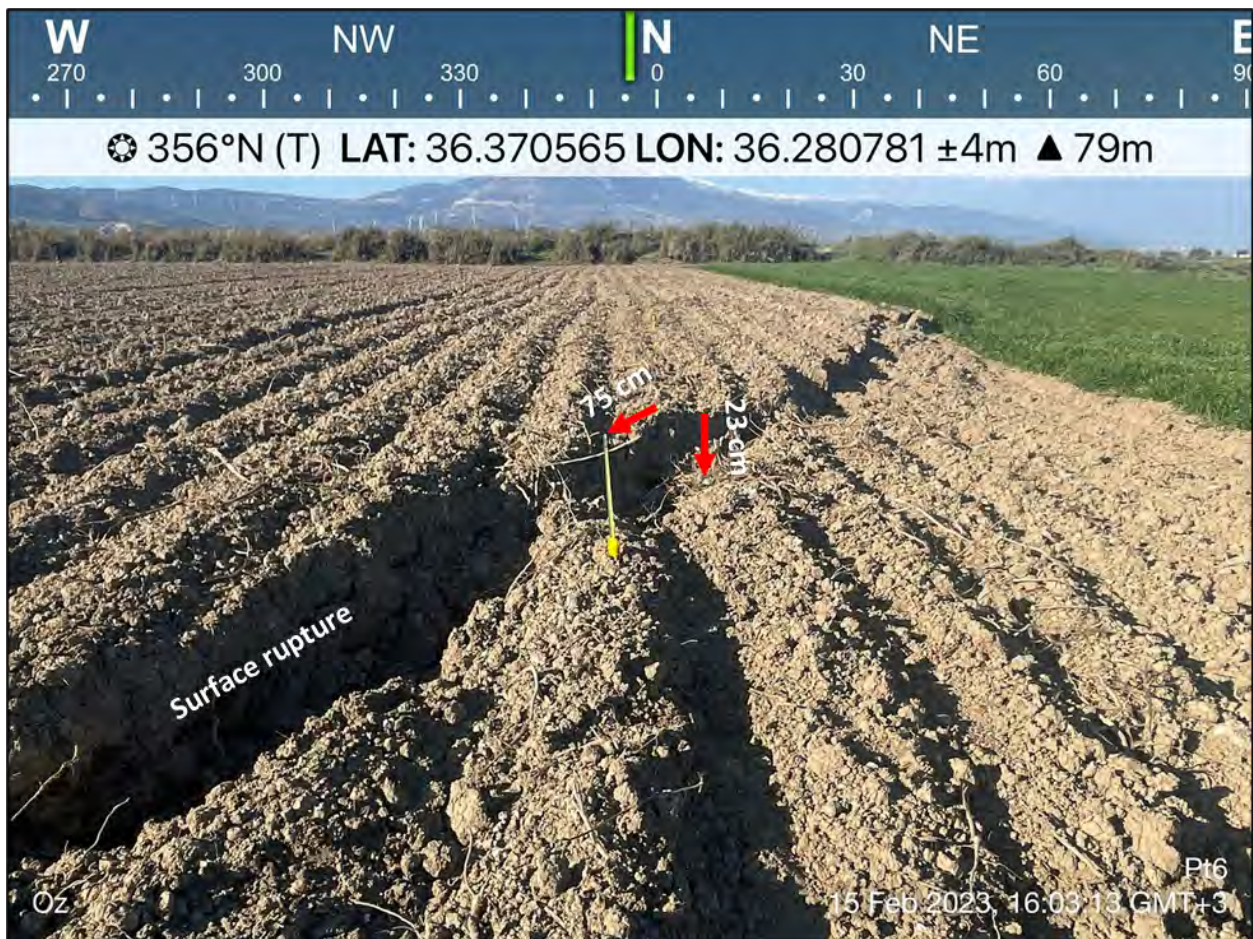 W NW N NE E
270 300 330 0 30 60 90
356°N (T) LAT: 36.370565 LON: 36.280781 ±4m ▲ 79m
75 cm
23 cm
Surface rupture
Pt6
Oz
15 Feb 2023, 16:03:13 GMT+3